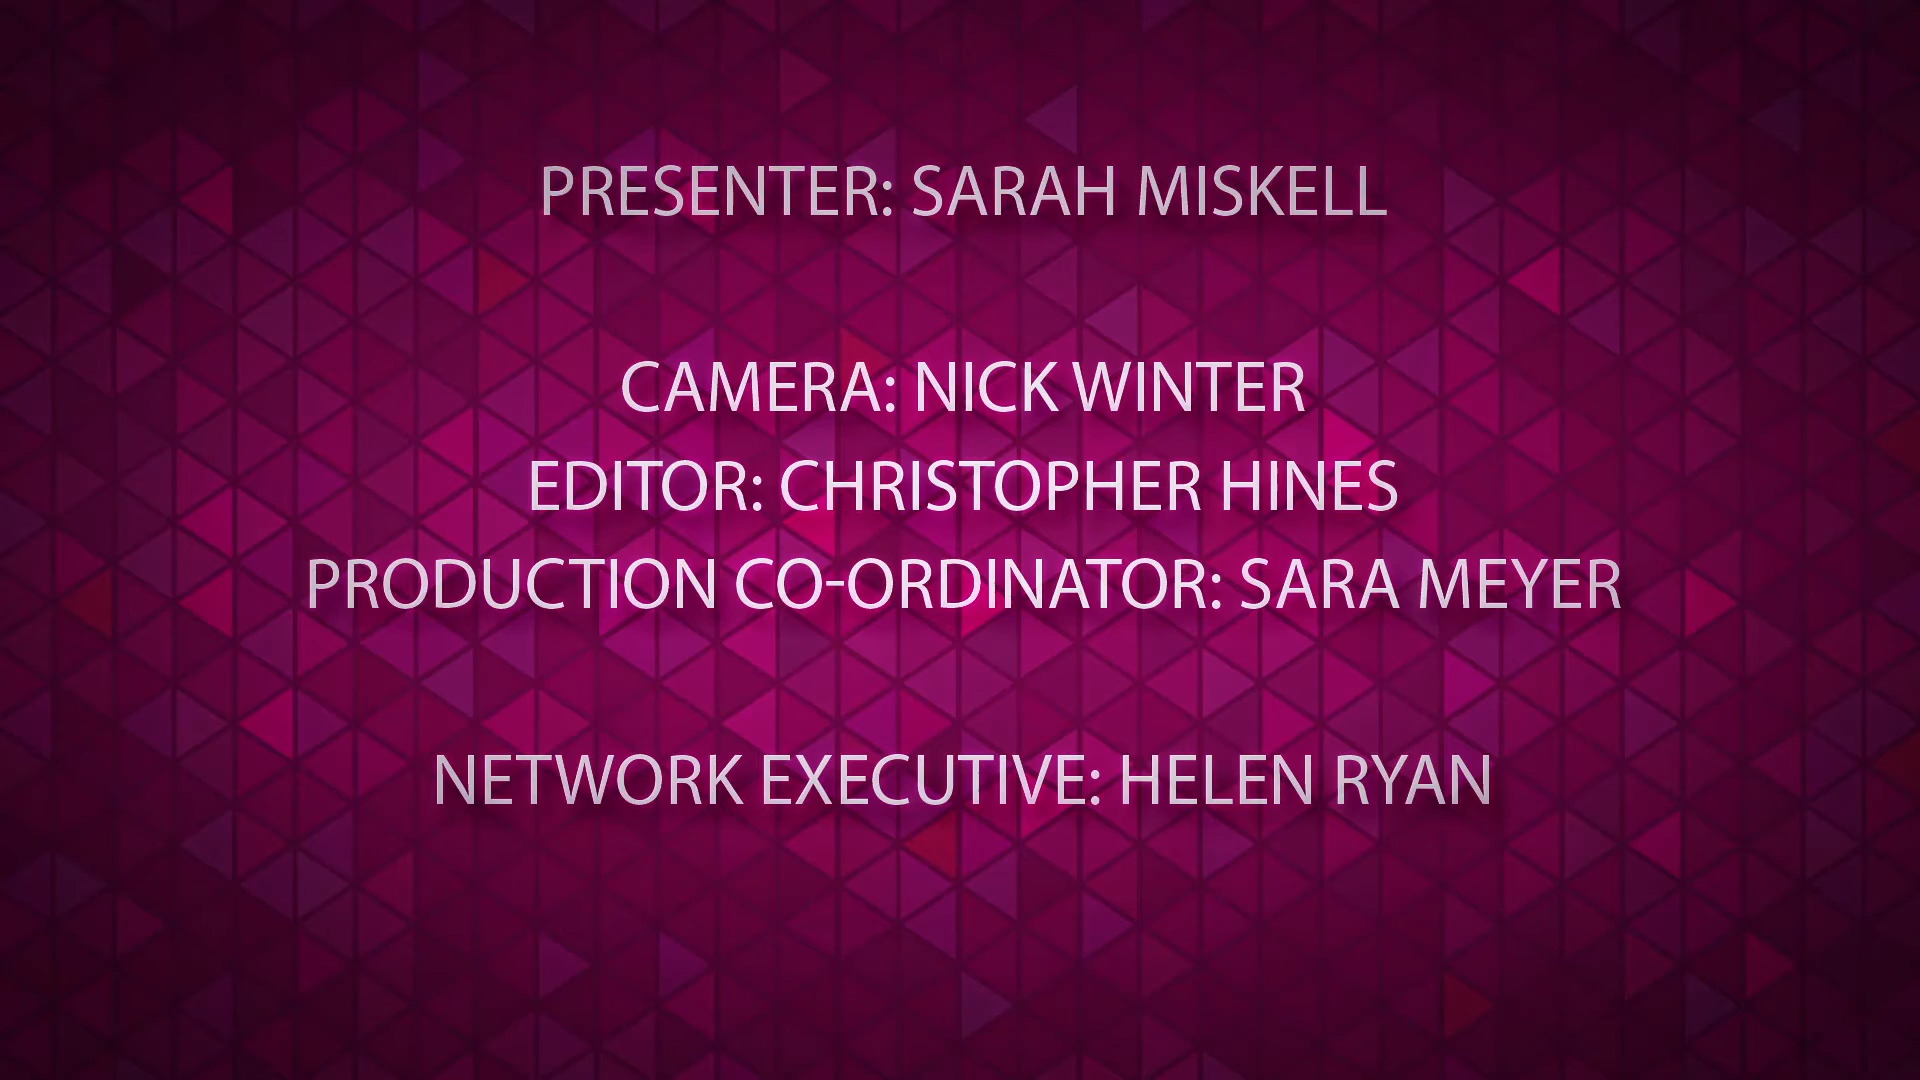 PRESENTER: SARAH MISKELL
CAMERA: NICK WINTER
EDITOR: CHRISTOPHER HINES
PRODUCTION CO-ORDINATOR: SARA MEYER
NETWORK EXECUTIVE: HELEN RYAN